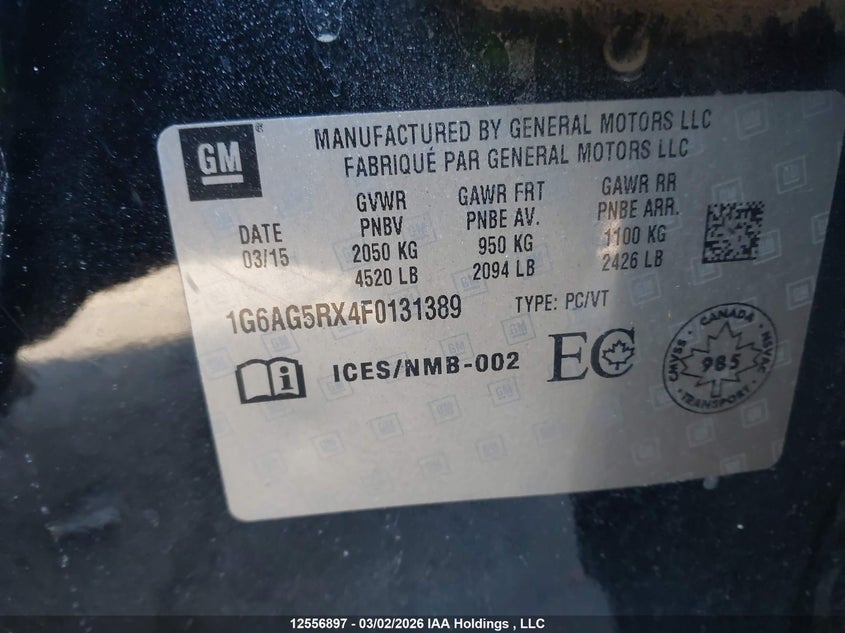 GM
MANUFACTURED BY GENERAL MOTORS LLC
FABRIQUÉ PAR GENERAL MOTORS LLC
DATE
03/15
GVWR
PNBV
2050 KG
4520 LB
GAWR FRT
PNBE AV.
950 KG
2094 LB
GAWR RR
PNBE ARR.
1100 KG
2426 LB
1G6AG5RX4F0131389
TYPE: PC/VT
ICES/NMB-002
EC
CANADA
CMVSS
NSVAC
985
TRANSPORT
12556897 - 03/02/2026 IAA Holdings , LLC